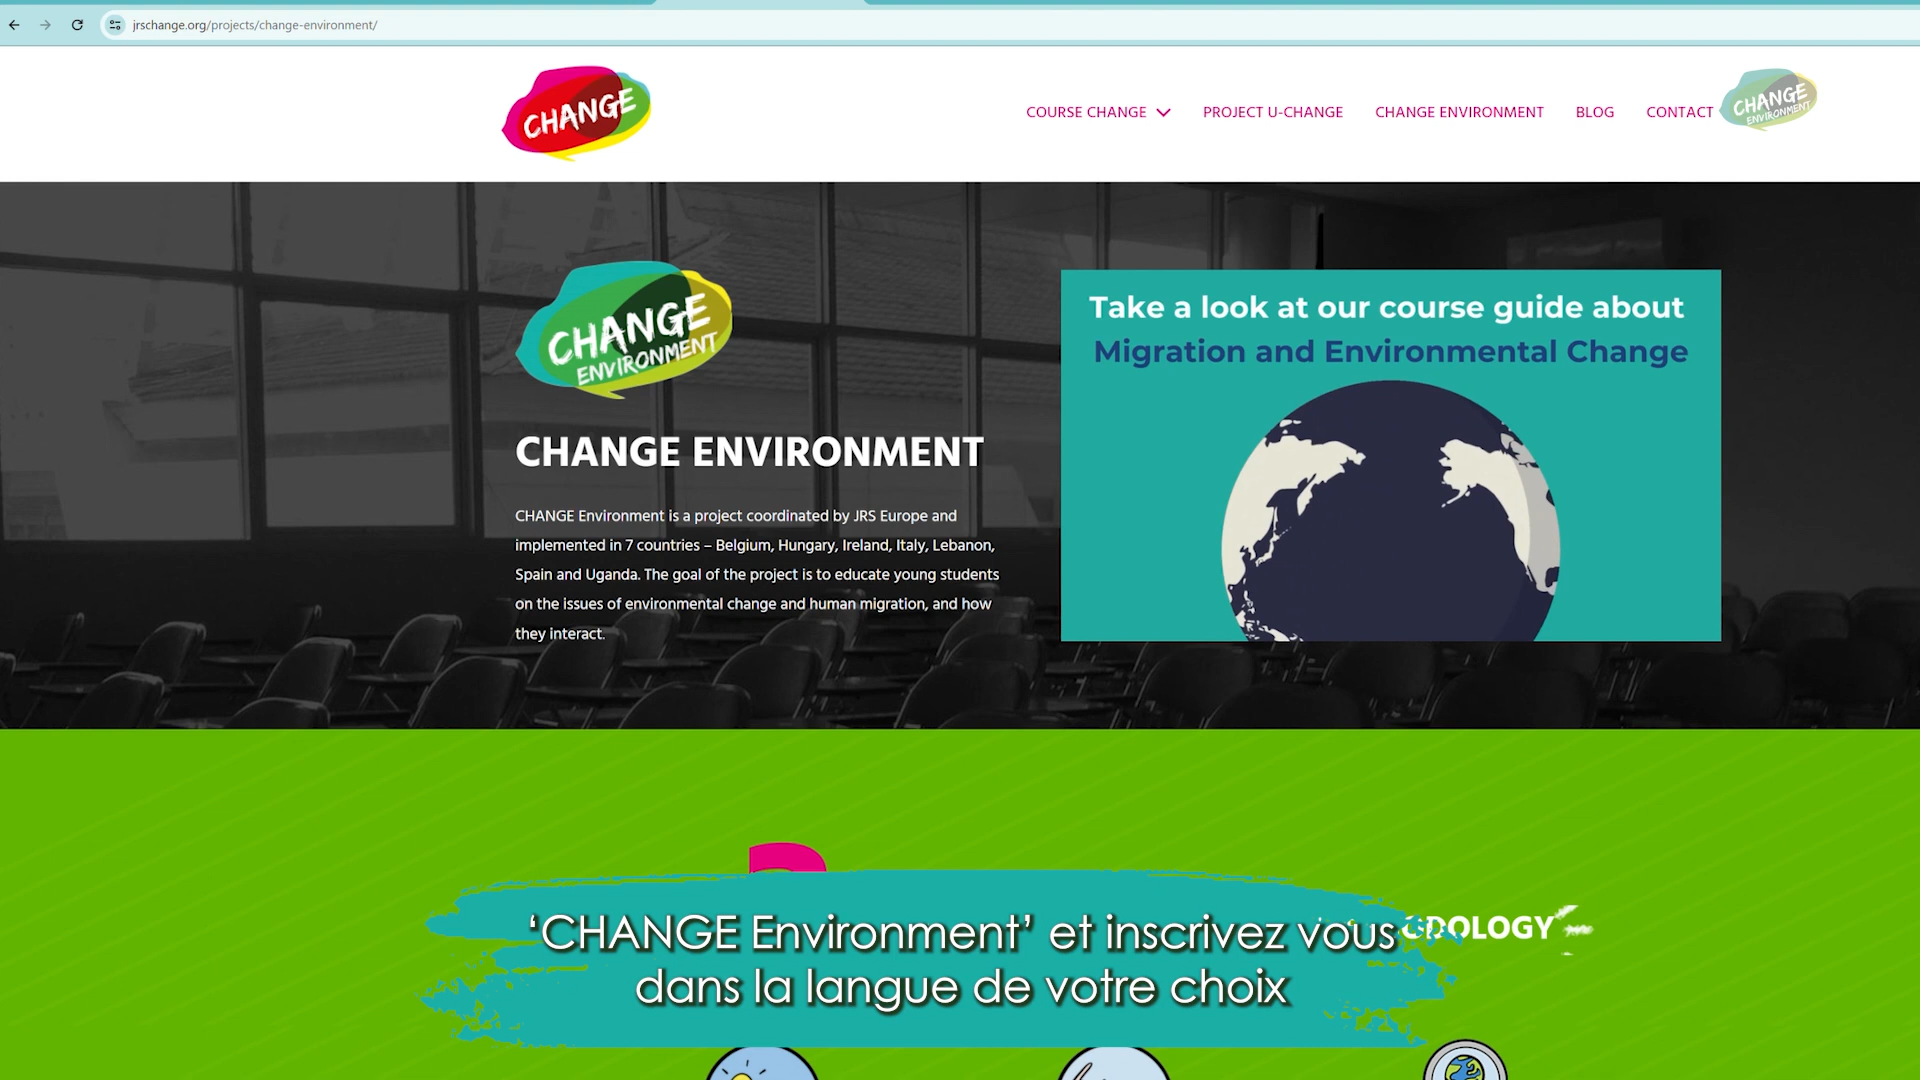 jrschange.org/projects/change-environment/
CHANGE
COURSE CHANGE
PROJECT U-CHANGE
CHANGE ENVIRONMENT
BLOG
CONTACT
CHANGE
ENVIRONMENT
CHANGE
ENVIRONMENT
CHANGE ENVIRONMENT
CHANGE Environment is a project coordinated by JRS Europe and
implemented in 7 countries – Belgium, Hungary, Ireland, Italy, Lebanon,
Spain and Uganda. The goal of the project is to educate young students
on the issues of environmental change and human migration, and how
they interact.
Take a look at our course guide about
Migration and Environmental Change
‘CHANGE Environment’ et inscrivez vous
dans la langue de votre choix